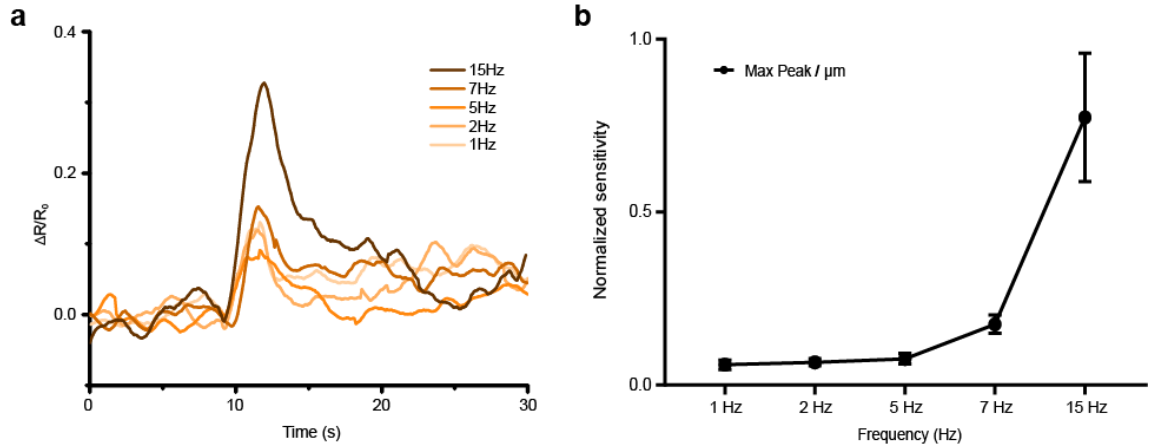 a
0.4
0.2
0.0
ΔR/R₀
15Hz
7Hz
5Hz
2Hz
1Hz
0
10
20
30
Time (s)
b
1.0
0.5
0.0
Normalized sensitivity
Max Peak / µm
1 Hz
2 Hz
5 Hz
7 Hz
15 Hz
Frequency (Hz)